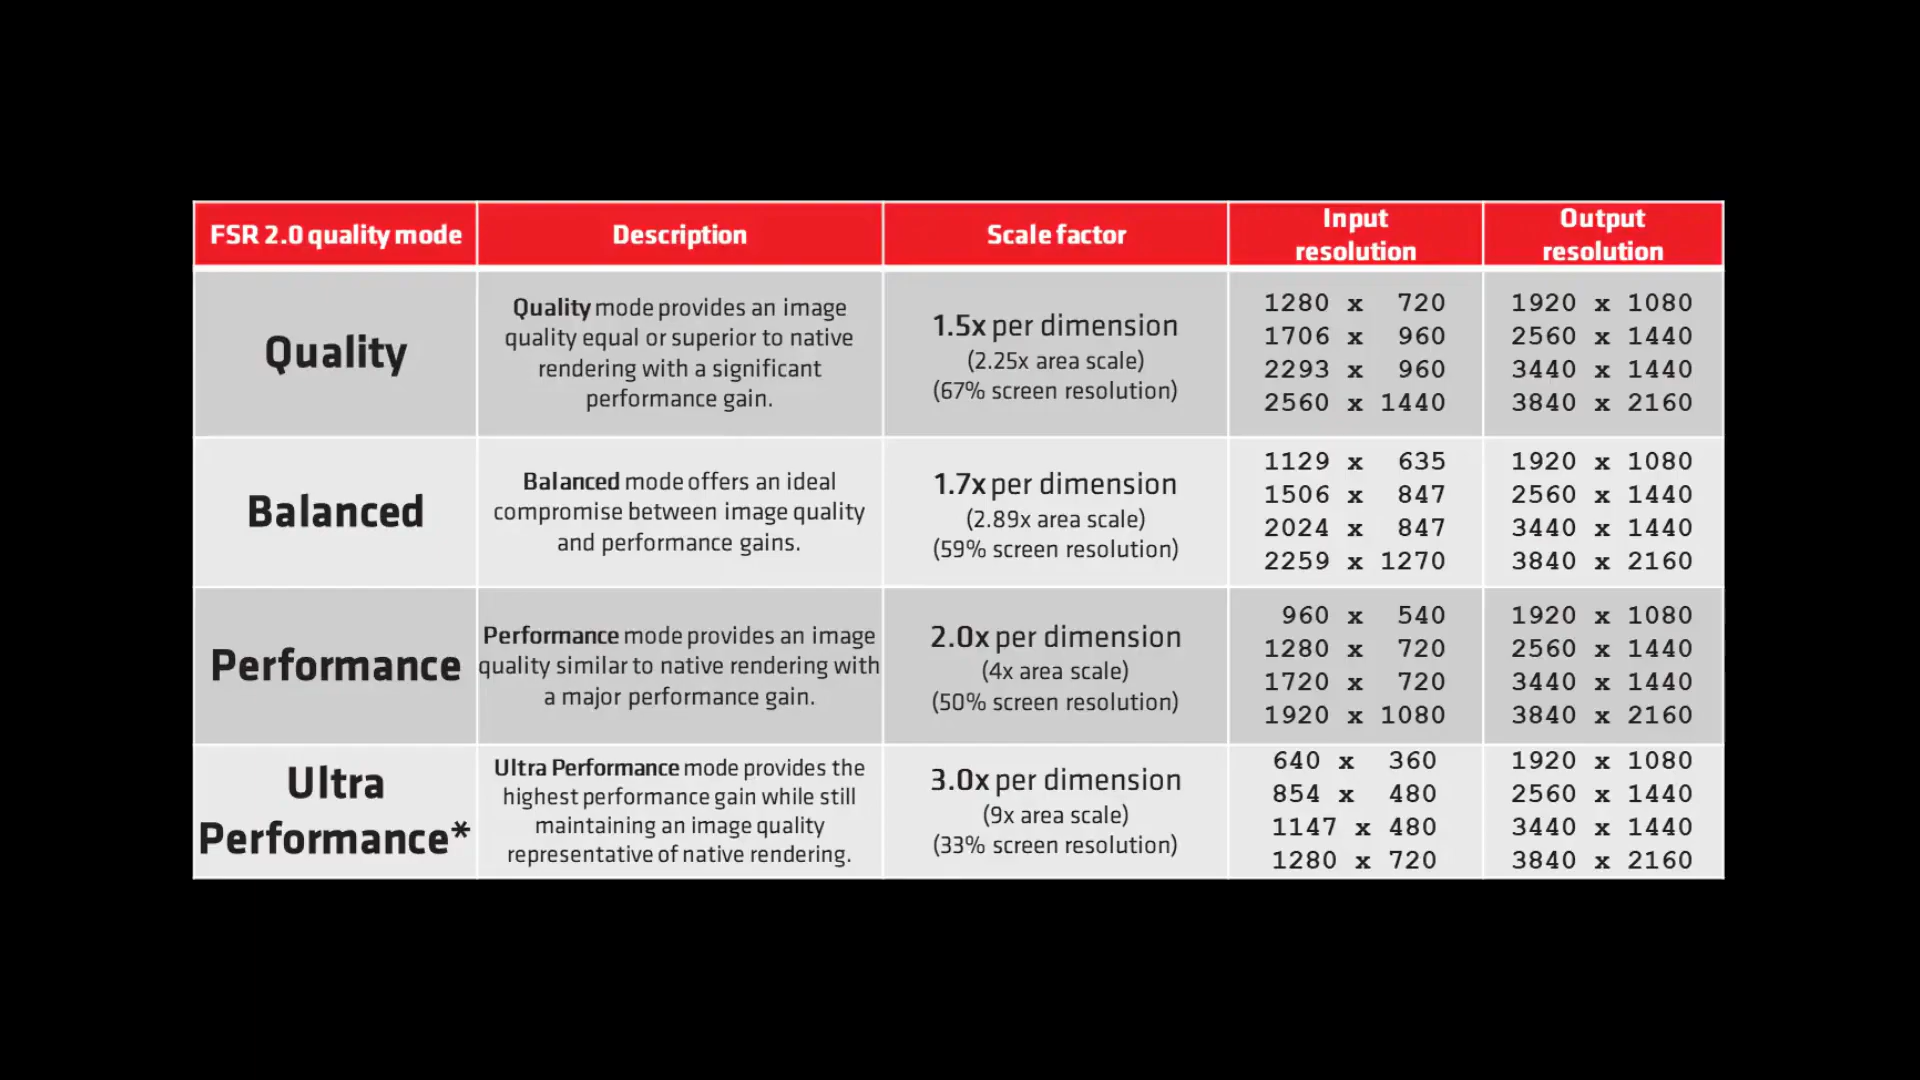 FSR 2.0 quality mode
Description
Scale factor
Input
resolution
Output
resolution
Quality
Quality mode provides an image
quality equal or superior to native
rendering with a significant
performance gain.
1.5x per dimension
(2.25x area scale)
(67% screen resolution)
1280 x 720
1706 x 960
2293 x 960
2560 x 1440
1920 x 1080
2560 x 1440
3440 x 1440
3840 x 2160
Balanced
Balanced mode offers an ideal
compromise between image quality
and performance gains.
1.7x per dimension
(2.89x area scale)
(59% screen resolution)
1129 x 635
1506 x 847
2024 x 847
2259 x 1270
1920 x 1080
2560 x 1440
3440 x 1440
3840 x 2160
Performance
Performance mode provides an image
quality similar to native rendering with
a major performance gain.
2.0x per dimension
(4x area scale)
(50% screen resolution)
960 x 540
1280 x 720
1720 x 720
1920 x 1080
1920 x 1080
2560 x 1440
3440 x 1440
3840 x 2160
Ultra
Performance*
Ultra Performance mode provides the
highest performance gain while still
maintaining an image quality
representative of native rendering.
3.0x per dimension
(9x area scale)
(33% screen resolution)
640 x 360
854 x 480
1147 x 480
1280 x 720
1920 x 1080
2560 x 1440
3440 x 1440
3840 x 2160